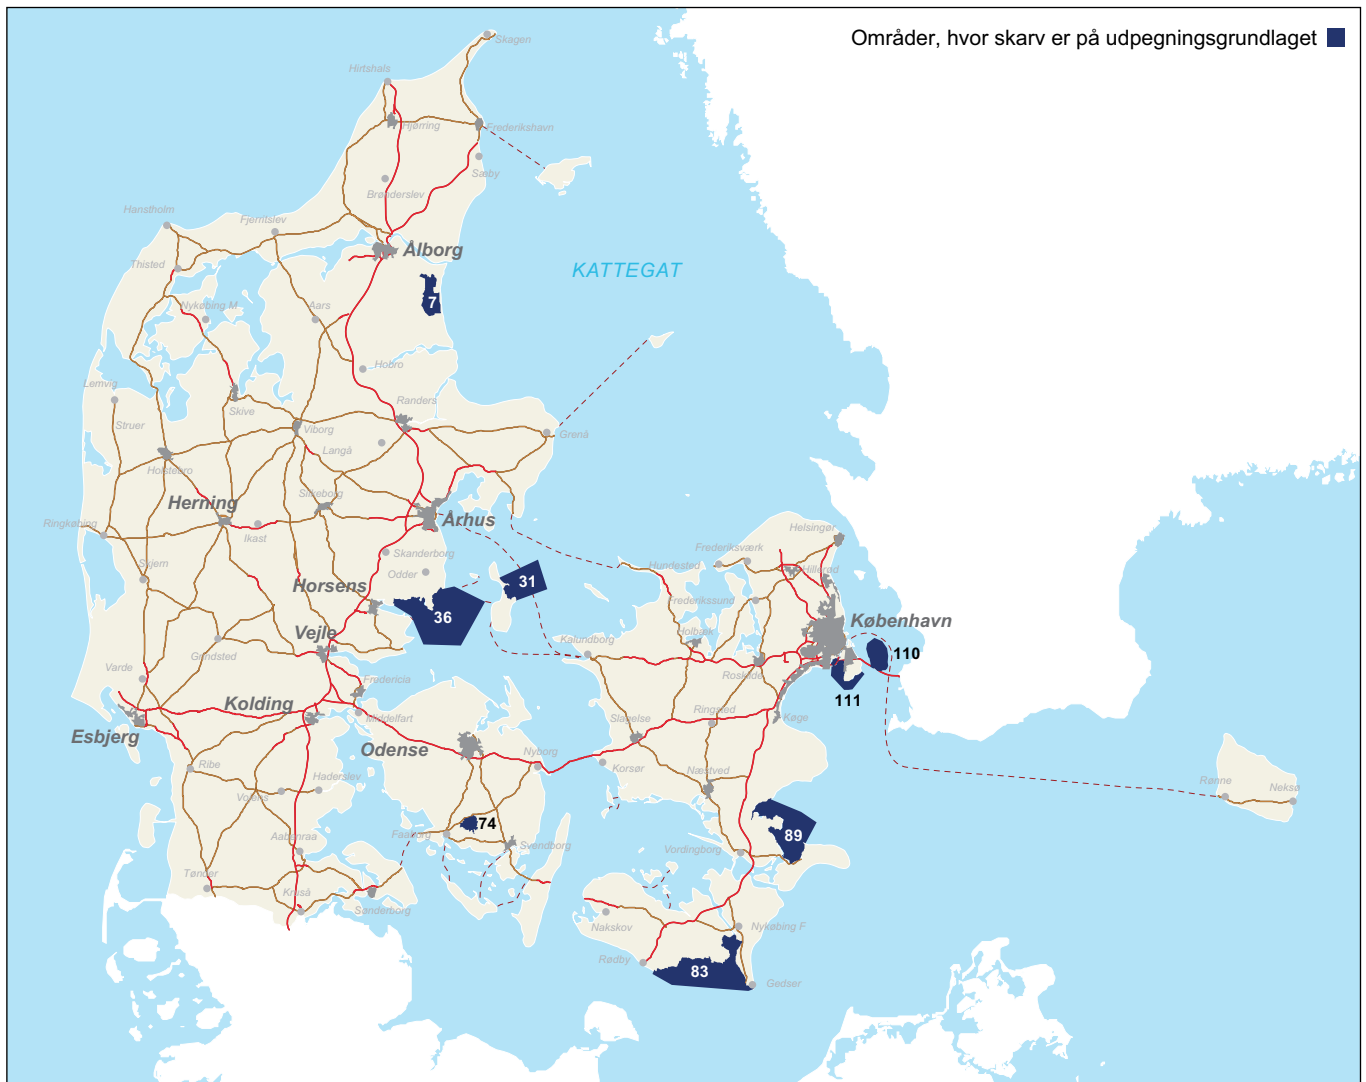 Områder, hvor skarv er på udpegningsgrundlaget
Skagen
Hirtshals
Hjørring
Frederikshavn
Sæby
Brønderslev
Hanstholm
Fjerritslev
Ålborg
Thisted
KATTEGAT
7
Nykøbing M
Aars
Hobro
Lemvig
Randers
Skive
Struer
Viborg
Grenå
Langå
Holstebro
Herning
Silkeborg
Århus
Ringkøbing
Ikast
Helsingør
Skanderborg
Frederiksværk
Skjern
Odder
Hundested
Hillerød
Horsens
31
36
Frederikssund
København
Vejle
Kalundborg
Holbæk
110
Grindsted
Varde
Roskilde
Fredericia
111
Kolding
Middelfart
Slagelse
Ringsted
Køge
Esbjerg
Odense
Nyborg
Ribe
Korsør
Næstved
Haderslev
Vojens
Rønne
Neksø
74
Faaborg
Aabenraa
Svendborg
89
Vordingborg
Tønder
Kruså
Sønderborg
Nakskov
Nykøbing F
Rødby
83
Gedser